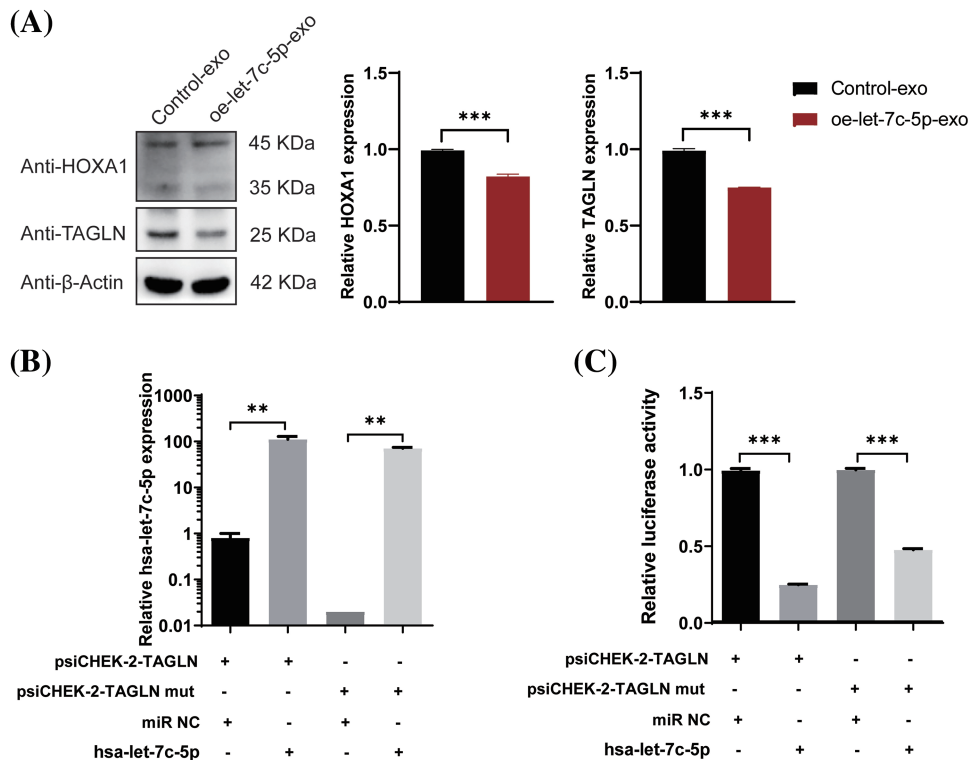 (A)
Control-exo
oe-let-7c-5p-exo
Anti-HOXA1
45 KDa
35 KDa
Anti-TAGLN
25 KDa
Anti-β-Actin
42 KDa
Relative HOXA1 expression
1.5
1.0
0.5
0.0
***
Relative TAGLN expression
1.5
1.0
0.5
0.0
***
Control-exo
oe-let-7c-5p-exo
(B)
Relative hsa-let-7c-5p expression
1000
100
10
1
0.1
0.01
**
**
psiCHEK-2-TAGLN + + - -
psiCHEK-2-TAGLN mut - - + +
miR NC + - + -
hsa-let-7c-5p - + - +
(C)
Relative luciferase activity
1.5
1.0
0.5
0.0
***
***
psiCHEK-2-TAGLN + + - -
psiCHEK-2-TAGLN mut - - + +
miR NC + - + -
hsa-let-7c-5p - + - +